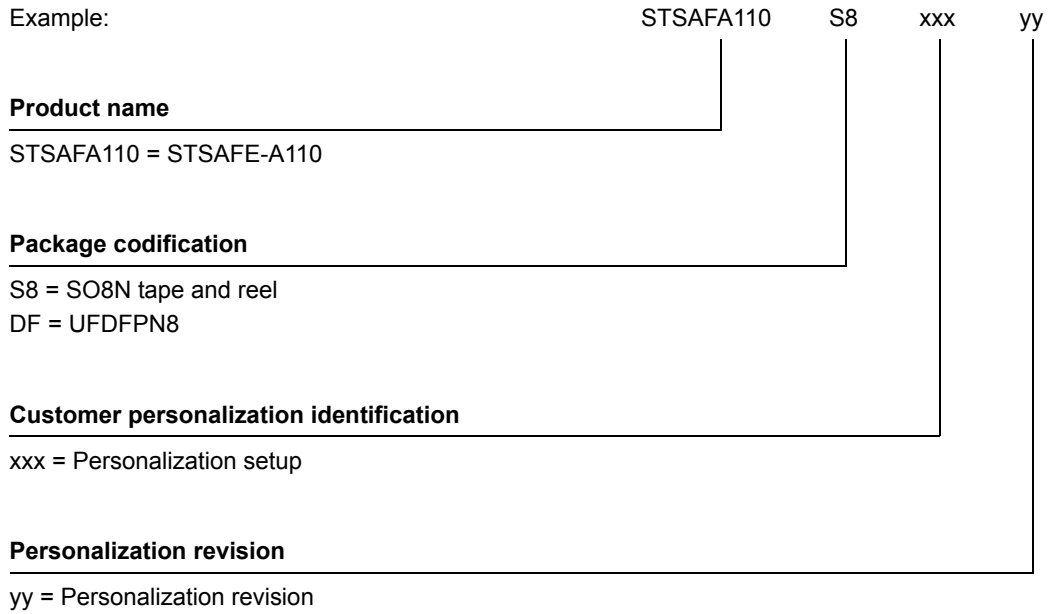 Example: STSAFA110 S8 xxx yy
Product name
STSAFA110 = STSAFE-A110
Package codification
S8 = SO8N tape and reel
DF = UFDFPN8
Customer personalization identification
xxx = Personalization setup
Personalization revision
yy = Personalization revision